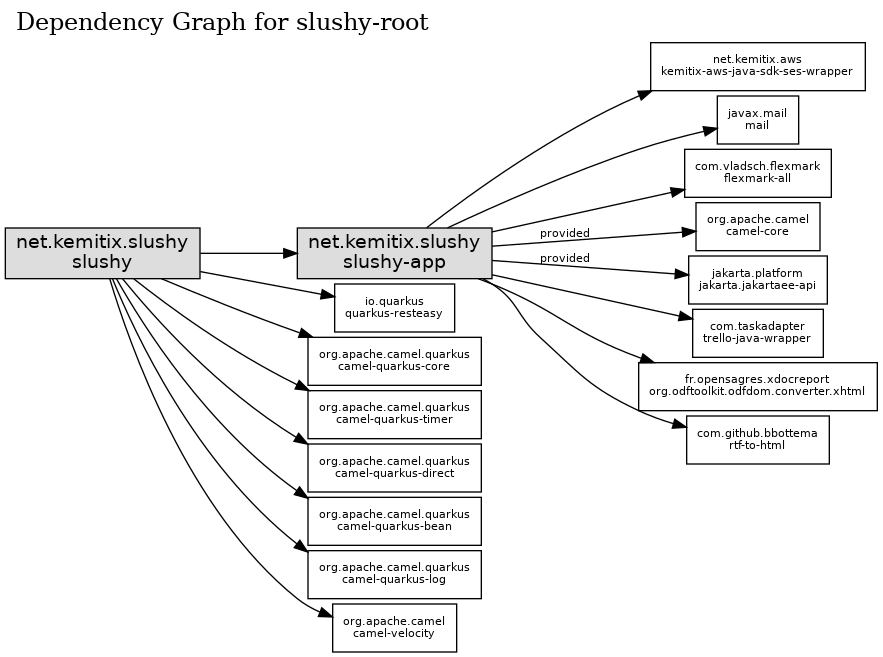 Dependency Graph for slushy-root
net.kemitix.slushy
slushy
net.kemitix.slushy
slushy-app
io.quarkus
quarkus-resteasy
org.apache.camel.quarkus
camel-quarkus-core
org.apache.camel.quarkus
camel-quarkus-timer
org.apache.camel.quarkus
camel-quarkus-direct
org.apache.camel.quarkus
camel-quarkus-bean
org.apache.camel.quarkus
camel-quarkus-log
org.apache.camel
camel-velocity
provided
provided
net.kemitix.aws
kemitix-aws-java-sdk-ses-wrapper
javax.mail
mail
com.vladsch.flexmark
flexmark-all
org.apache.camel
camel-core
jakarta.platform
jakarta.jakartaee-api
com.taskadapter
trello-java-wrapper
fr.opensagres.xdocreport
org.odftoolkit.odfdom.converter.xhtml
com.github.bbottema
rtf-to-html